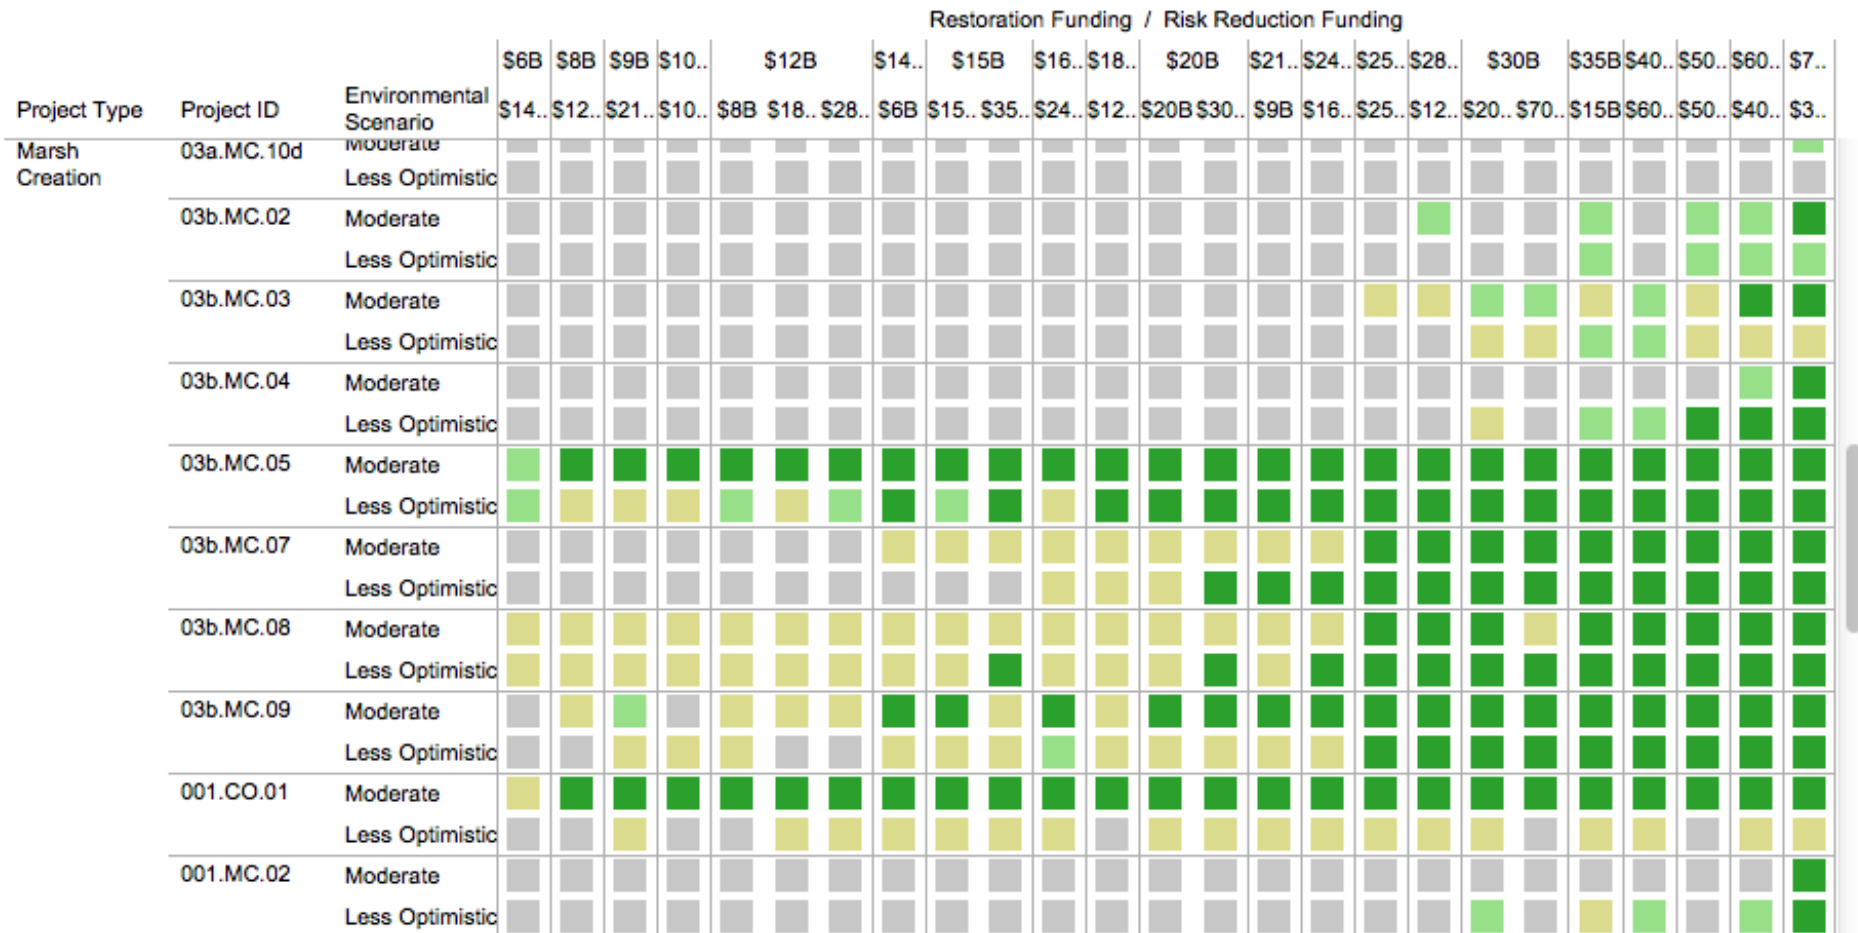 Restoration Funding / Risk Reduction Funding
$6B $8B $9B $10.. $12B $14.. $15B $16.. $18.. $20B $21.. $24.. $25.. $28.. $30B $35B $40.. $50.. $60.. $7..
Project Type Project ID Environmental Scenario $14.. $12.. $21.. $10.. $8B $18.. $28.. $6B $15.. $35.. $24.. $12.. $20B $30.. $9B $16.. $25.. $12.. $20.. $70.. $15B $60.. $50.. $40.. $3..
Marsh Creation 03a.MC.10d Moderate
Less Optimistic
03b.MC.02 Moderate
Less Optimistic
03b.MC.03 Moderate
Less Optimistic
03b.MC.04 Moderate
Less Optimistic
03b.MC.05 Moderate
Less Optimistic
03b.MC.07 Moderate
Less Optimistic
03b.MC.08 Moderate
Less Optimistic
03b.MC.09 Moderate
Less Optimistic
001.CO.01 Moderate
Less Optimistic
001.MC.02 Moderate
Less Optimistic